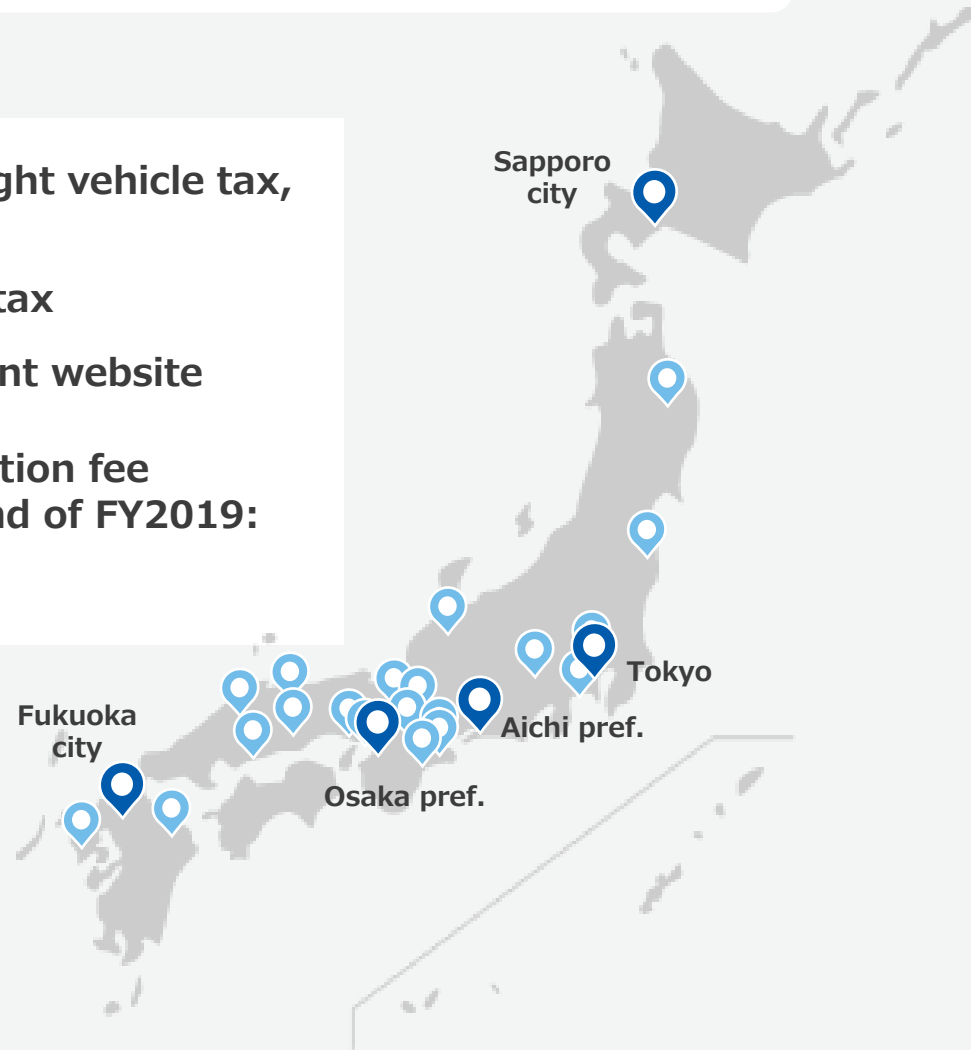 ght vehicle tax,
tax
nt website
tion fee
nd of FY2019:
Sapporo
city
Tokyo
Aichi pref.
Osaka pref.
Fukuoka
city